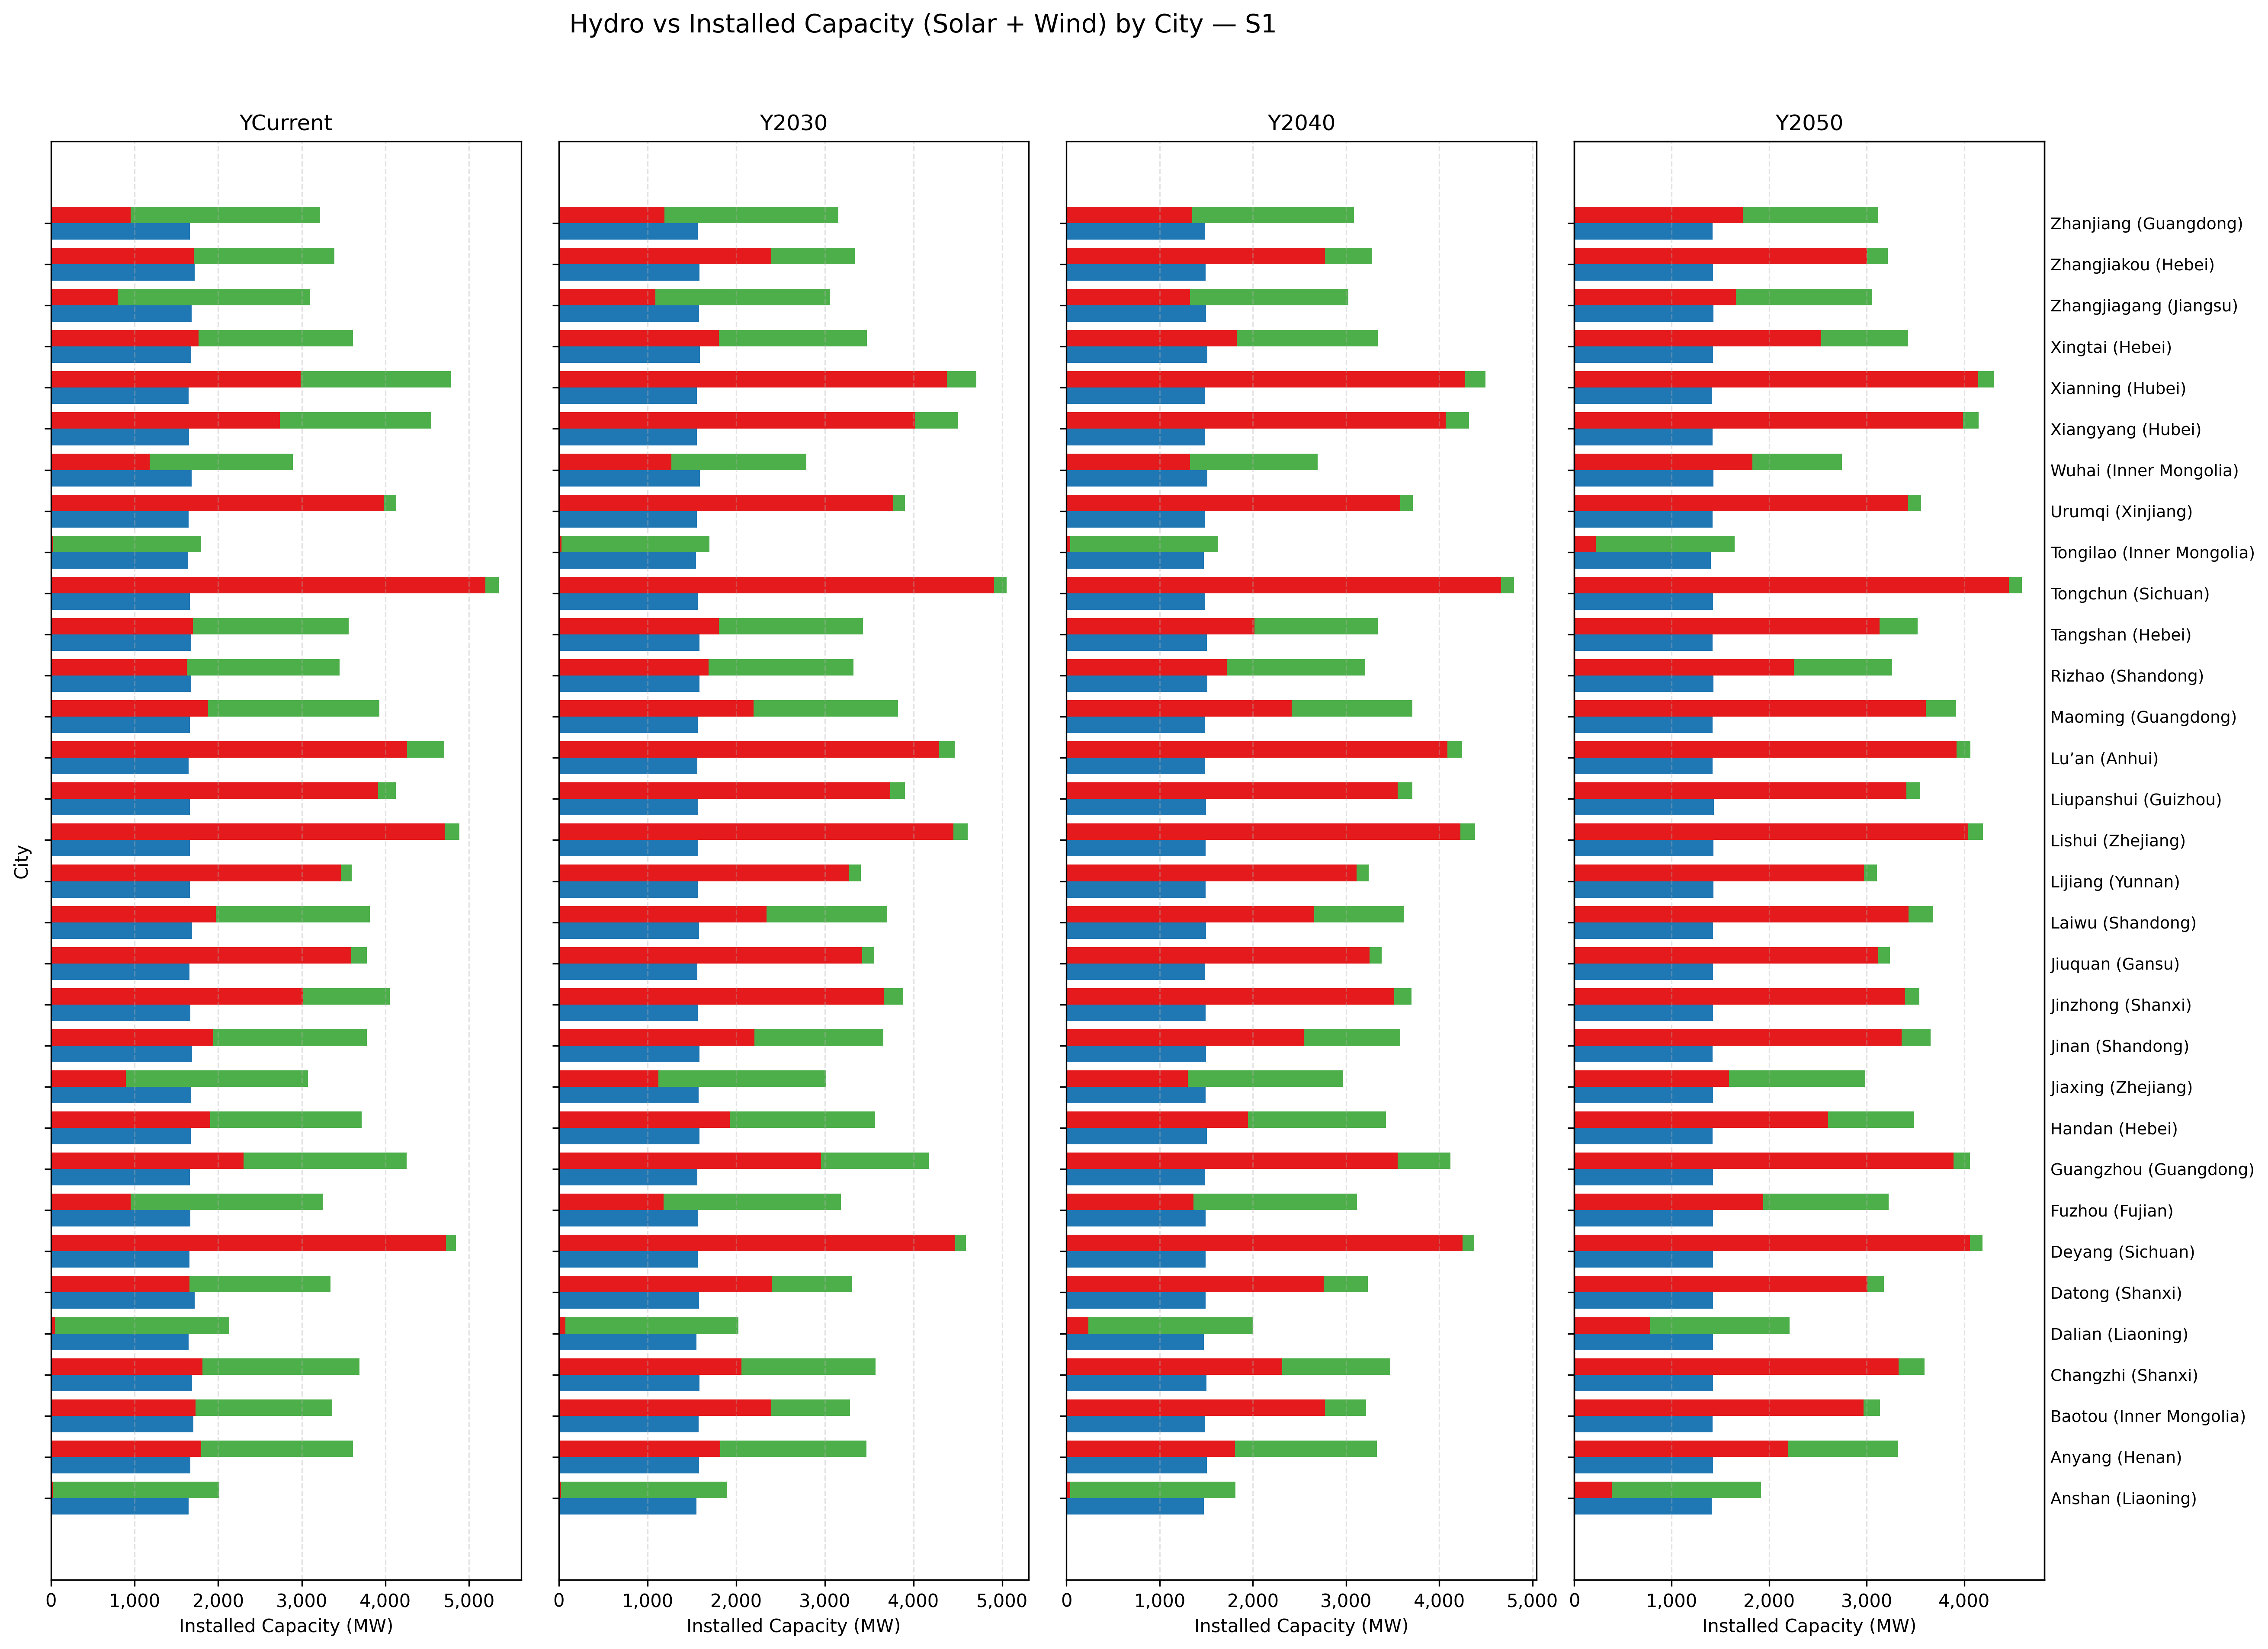 Hydro vs Installed Capacity (Solar + Wind) by City — S1
YCurrent
Y2030
Y2040
Y2050
City
Zhanjiang (Guangdong)
Zhangjiakou (Hebei)
Zhangjiagang (Jiangsu)
Xingtai (Hebei)
Xianning (Hubei)
Xiangyang (Hubei)
Wuhai (Inner Mongolia)
Urumqi (Xinjiang)
Tongilao (Inner Mongolia)
Tongchun (Sichuan)
Tangshan (Hebei)
Rizhao (Shandong)
Maoming (Guangdong)
Lu’an (Anhui)
Liupanshui (Guizhou)
Lishui (Zhejiang)
Lijiang (Yunnan)
Laiwu (Shandong)
Jiuquan (Gansu)
Jinzhong (Shanxi)
Jinan (Shandong)
Jiaxing (Zhejiang)
Handan (Hebei)
Guangzhou (Guangdong)
Fuzhou (Fujian)
Deyang (Sichuan)
Datong (Shanxi)
Dalian (Liaoning)
Changzhi (Shanxi)
Baotou (Inner Mongolia)
Anyang (Henan)
Anshan (Liaoning)
0 1,000 2,000 3,000 4,000 5,000
Installed Capacity (MW)
0 1,000 2,000 3,000 4,000 5,000
Installed Capacity (MW)
0 1,000 2,000 3,000 4,000 5,000
Installed Capacity (MW)
0 1,000 2,000 3,000 4,000
Installed Capacity (MW)